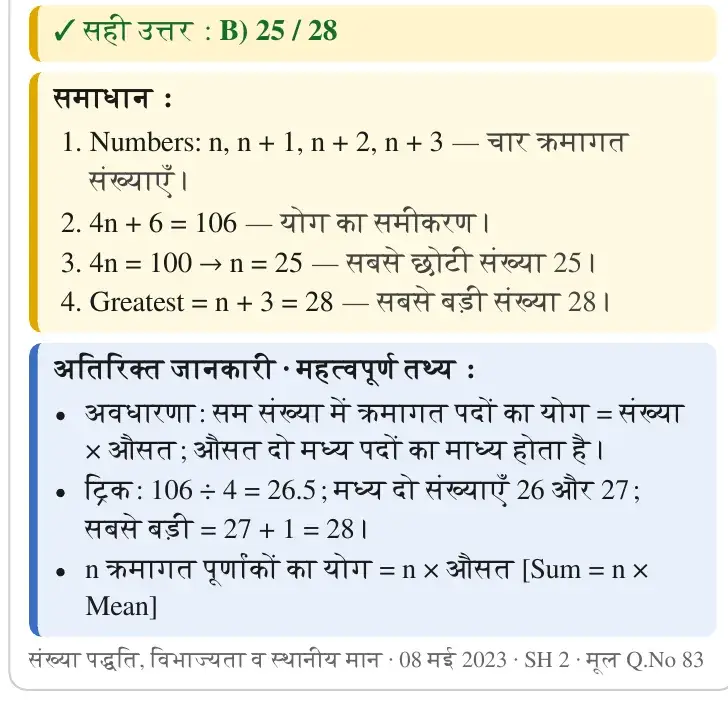 ✓ सही उत्तर : B) 25 / 28
समाधान :
1. Numbers: n, n + 1, n + 2, n + 3 — चार क्रमागत
संख्याएँ।
2. 4n + 6 = 106 — योग का समीकरण।
3. 4n = 100 → n = 25 — सबसे छोटी संख्या 25।
4. Greatest = n + 3 = 28 — सबसे बड़ी संख्या 28।
अतिरिक्त जानकारी · महत्वपूर्ण तथ्य :
• अवधारणा : सम संख्या में क्रमागत पदों का योग = संख्या
× औसत ; औसत दो मध्य पदों का माध्य होता है।
• ट्रिक : 106 ÷ 4 = 26.5 ; मध्य दो संख्याएँ 26 और 27 ;
सबसे बड़ी = 27 + 1 = 28।
• n क्रमागत पूर्णांकों का योग = n × औसत [Sum = n ×
Mean]
संख्या पद्धति, विभाज्यता व स्थानीय मान · 08 मई 2023 · SH 2 · मूल Q.No 83